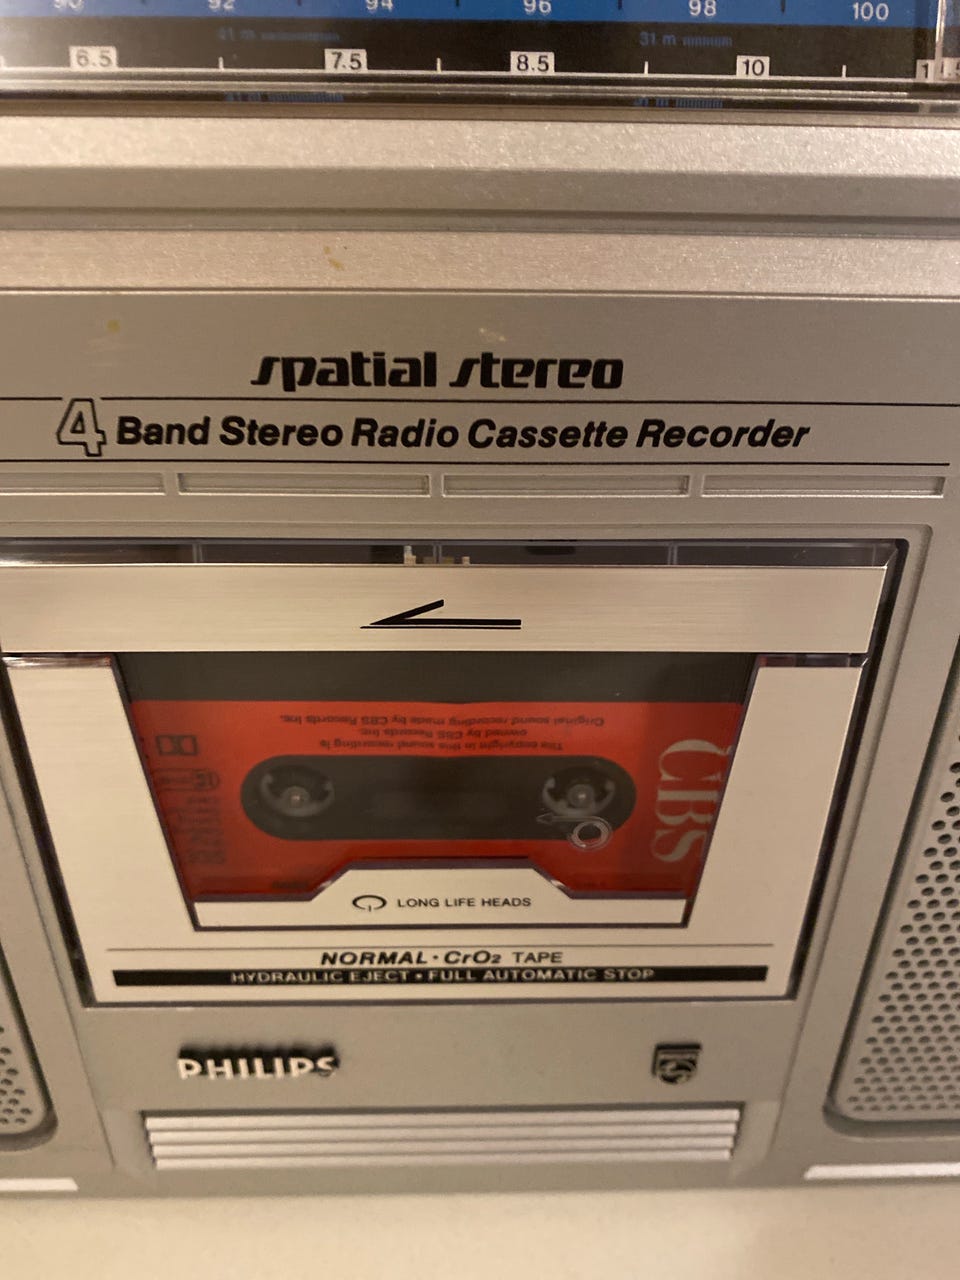 90 92 94 96 98 100
41 m 31 m
6.5 7.5 8.5 10
spatial stereo
4 Band Stereo Radio Cassette Recorder
Original sound recording made by CBS Records Inc.
The copyright in this sound recording is
owned by CBS Records Inc.
CBS
LONG LIFE HEADS
NORMAL · CrO₂ TAPE
HYDRAULIC EJECT • FULL AUTOMATIC STOP
PHILIPS